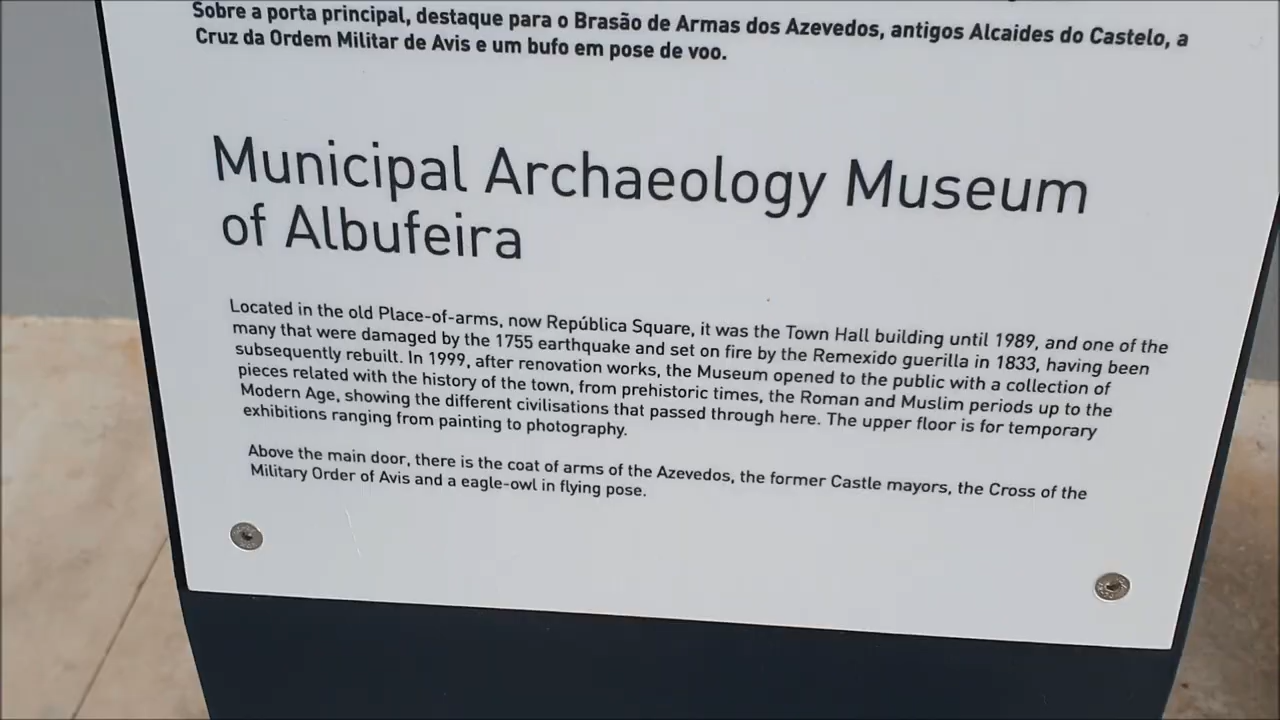 Sobre a porta principal, destaque para o Brasão de Armas dos Azevedos, antigos Alcaides do Castelo, a
Cruz da Ordem Militar de Avis e um bufo em pose de voo.
Municipal Archaeology Museum
of Albufeira
Located in the old Place-of-arms, now República Square, it was the Town Hall building until 1989, and one of the
many that were damaged by the 1755 earthquake and set on fire by the Remexido guerilla in 1833, having been
subsequently rebuilt. In 1999, after renovation works, the Museum opened to the public with a collection of
pieces related with the history of the town, from prehistoric times, the Roman and Muslim periods up to the
Modern Age, showing the different civilisations that passed through here. The upper floor is for temporary
exhibitions ranging from painting to photography.
Above the main door, there is the coat of arms of the Azevedos, the former Castle mayors, the Cross of the
Military Order of Avis and a eagle-owl in flying pose.